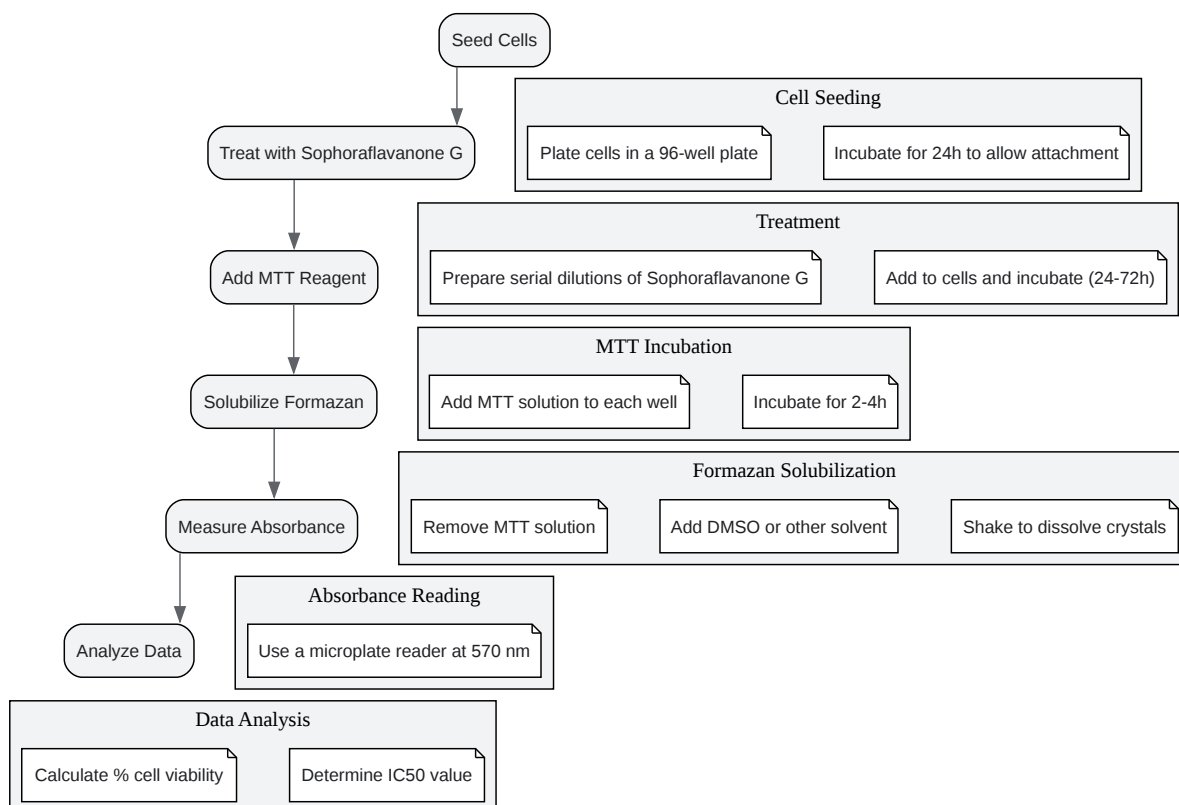 Seed Cells
Cell Seeding
Plate cells in a 96-well plate
Incubate for 24h to allow attachment
Treat with Sophoraflavanone G
Treatment
Prepare serial dilutions of Sophoraflavanone G
Add to cells and incubate (24-72h)
Add MTT Reagent
MTT Incubation
Add MTT solution to each well
Incubate for 2-4h
Solubilize Formazan
Formazan Solubilization
Remove MTT solution
Add DMSO or other solvent
Shake to dissolve crystals
Measure Absorbance
Absorbance Reading
Use a microplate reader at 570 nm
Analyze Data
Data Analysis
Calculate % cell viability
Determine IC50 value